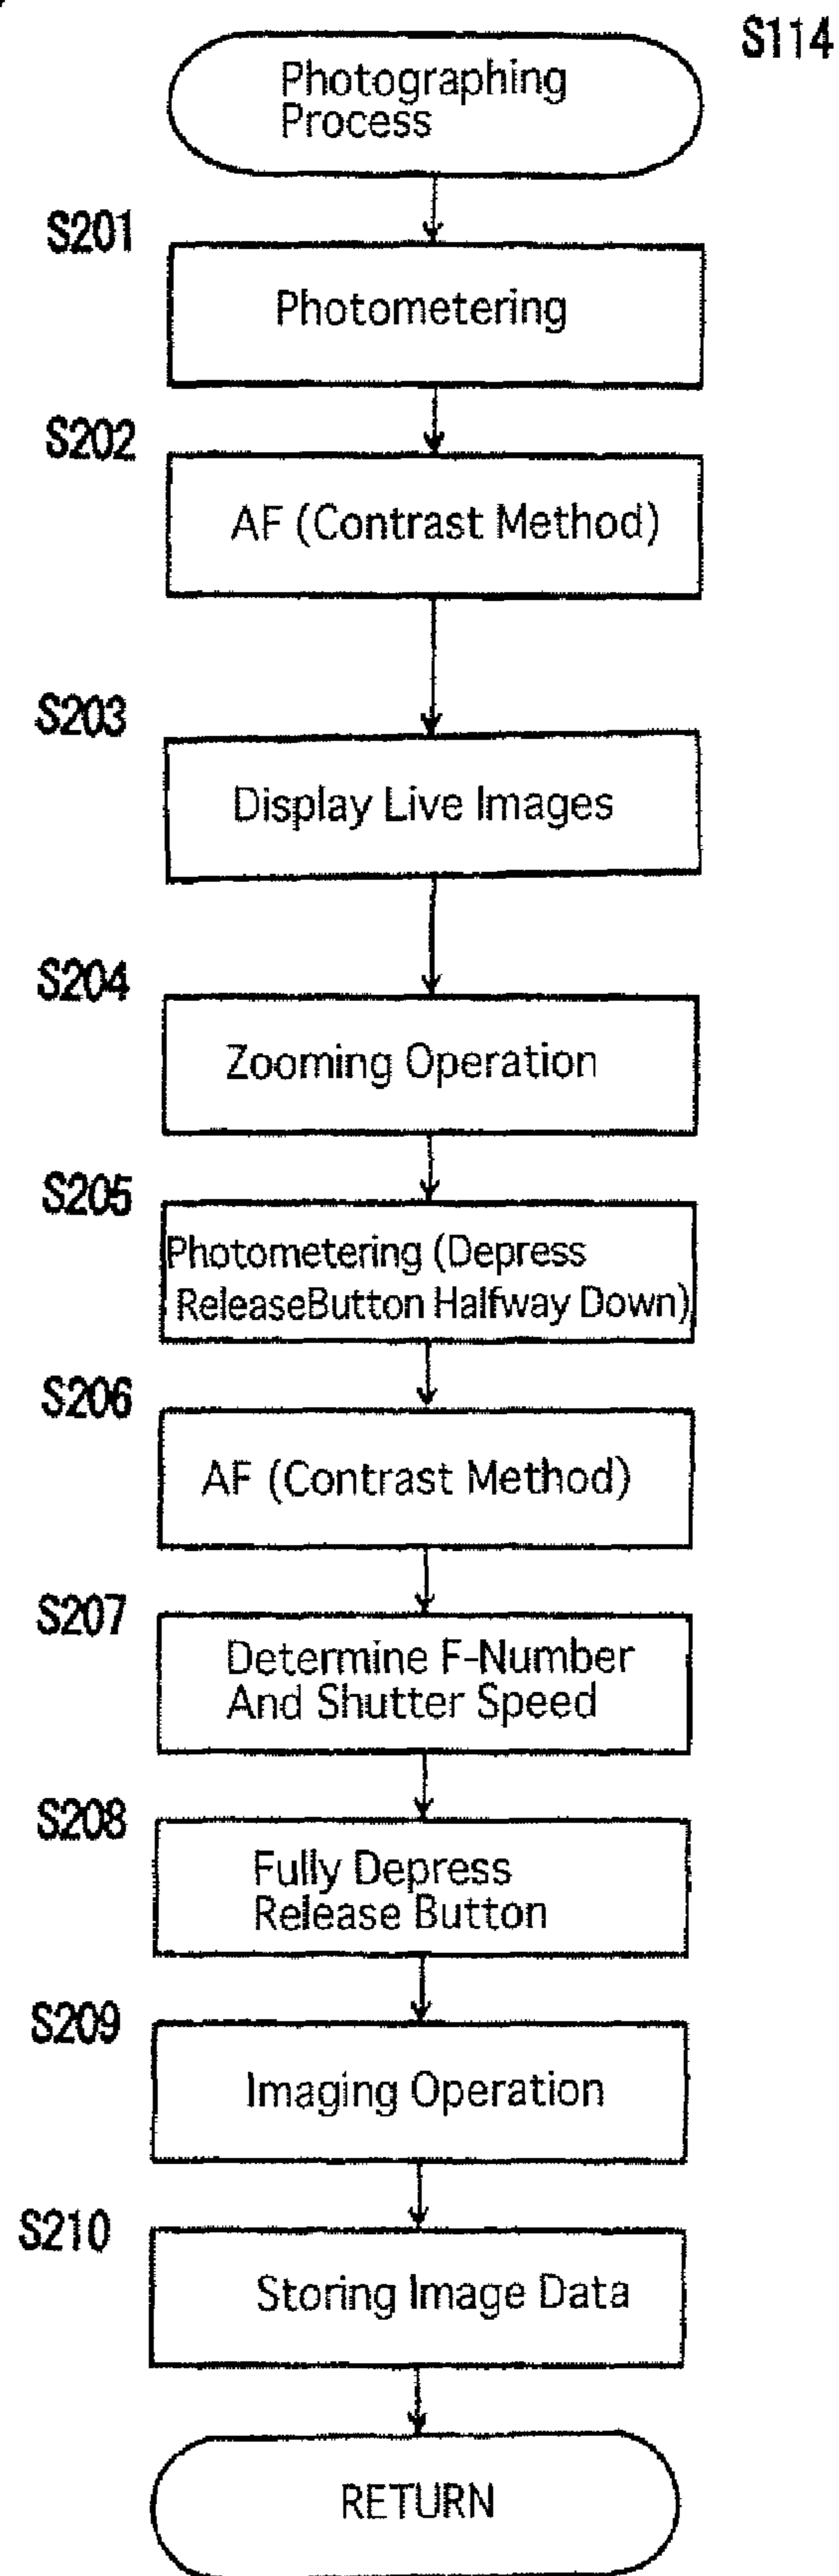 S114
Photographing
Process
S201
Photometering
S202
AF (Contrast Method)
S203
Display Live Images
S204
Zooming Operation
S205
Photometering (Depress
ReleaseButton Halfway Down)
S206
AF (Contrast Method)
S207
Determine F-Number
And Shutter Speed
S208
Fully Depress
Release Button
S209
Imaging Operation
S210
Storing Image Data
RETURN